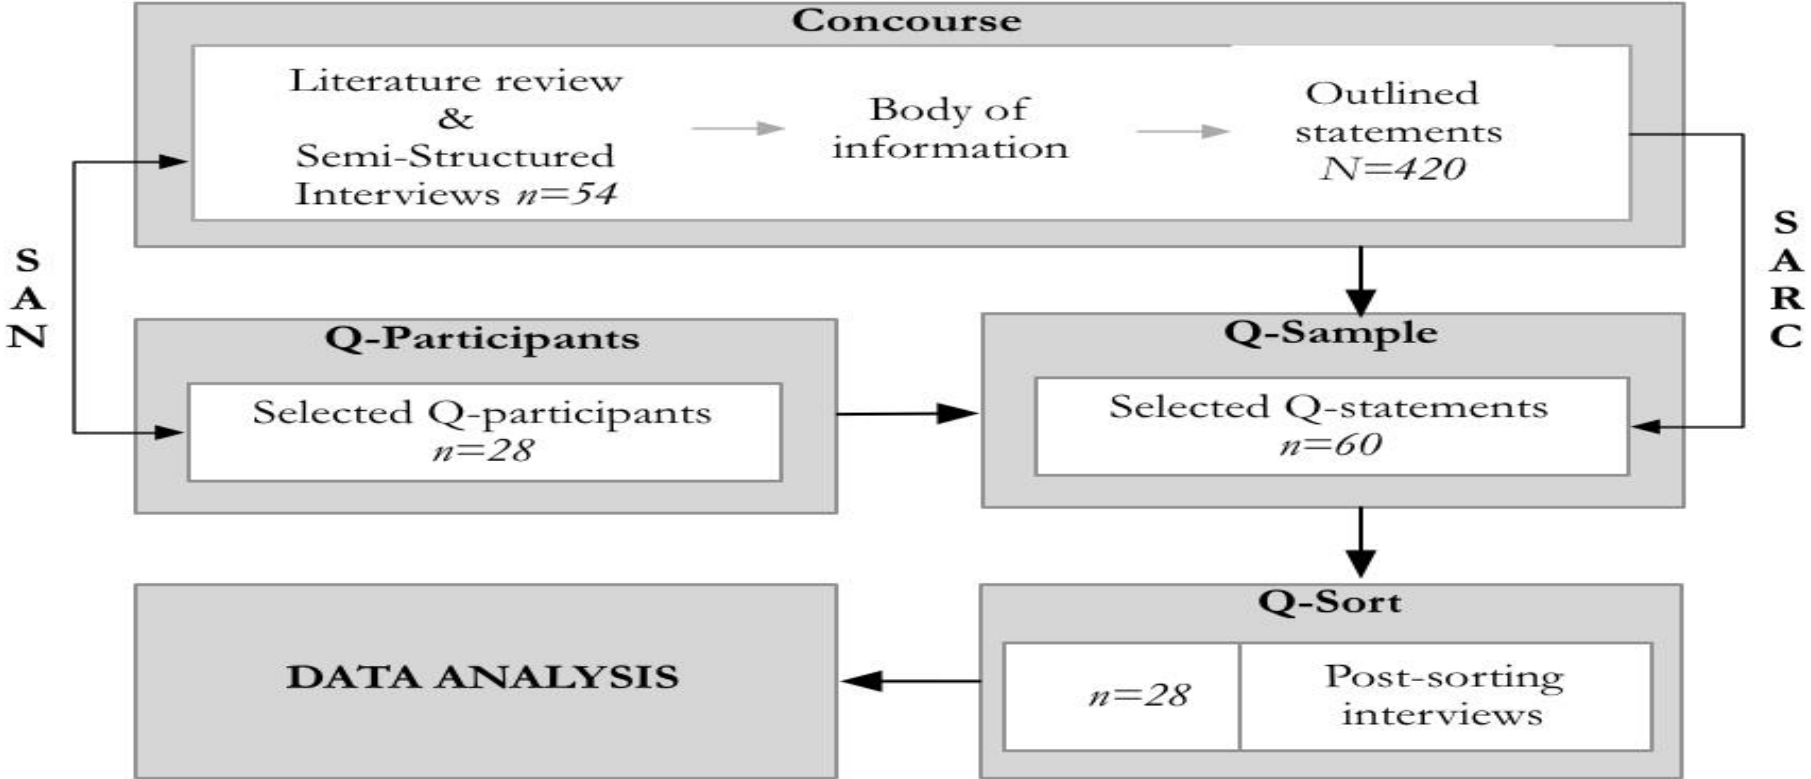 Concourse
Literature review
&
Semi-Structured
Interviews n=54
Body of
information
Outlined
statements
N=420
S
A
N
S
A
R
C
Q-Participants
Selected Q-participants
n=28
Q-Sample
Selected Q-statements
n=60
DATA ANALYSIS
Q-Sort
n=28
Post-sorting
interviews